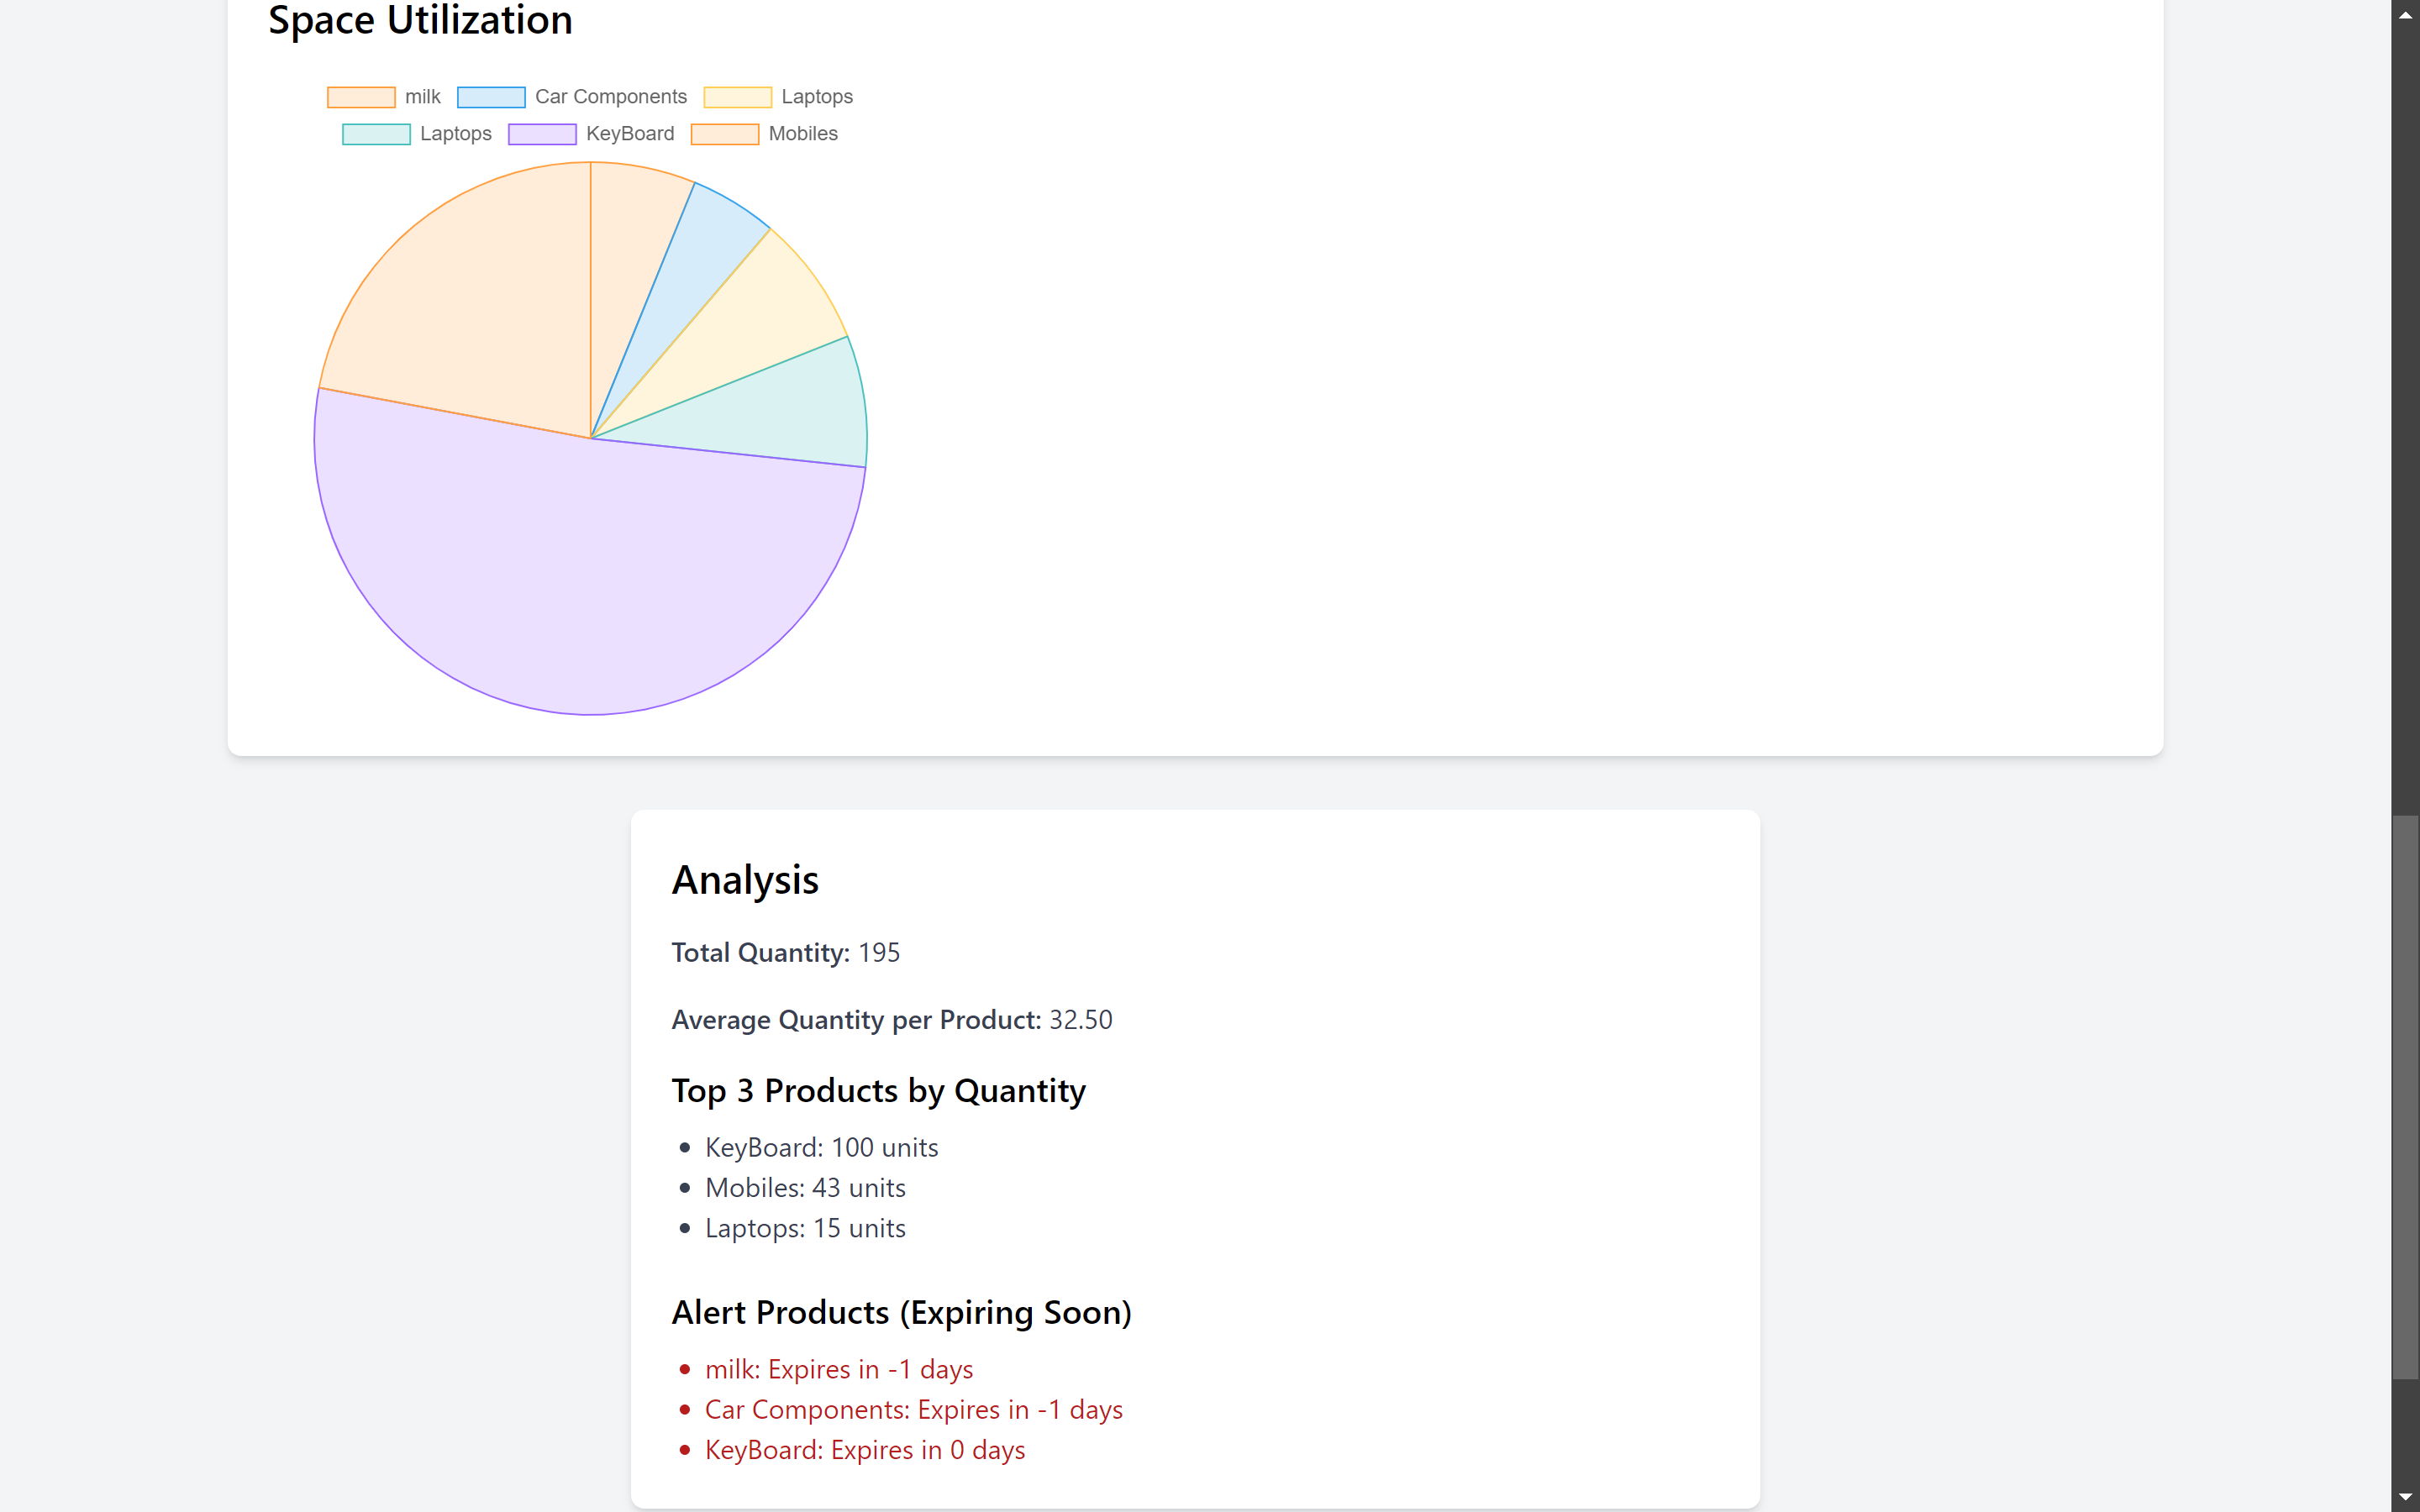 Space Utilization
milk Car Components Laptops
Laptops KeyBoard Mobiles
Analysis
Total Quantity: 195
Average Quantity per Product: 32.50
Top 3 Products by Quantity
KeyBoard: 100 units
Mobiles: 43 units
Laptops: 15 units
Alert Products (Expiring Soon)
milk: Expires in -1 days
Car Components: Expires in -1 days
KeyBoard: Expires in 0 days